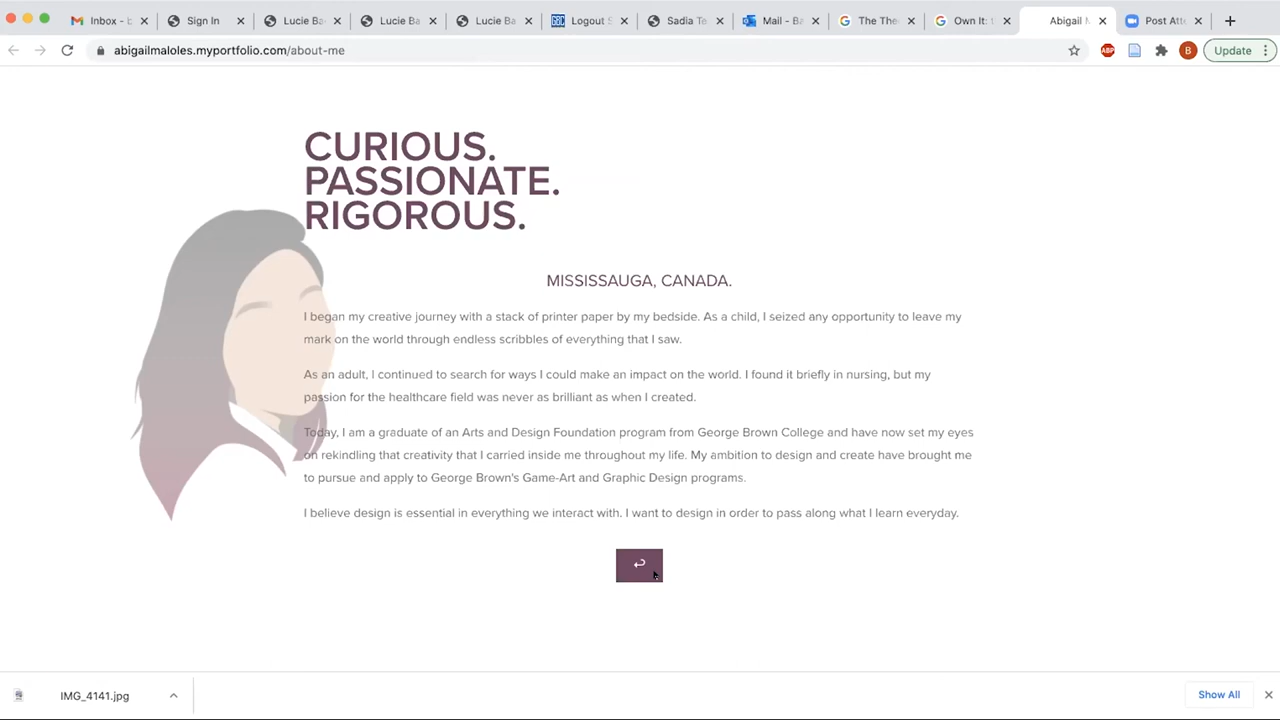 Inbox - b
Sign In
Lucie Ba
Lucie Ba
Lucie Ba
GBC
Logout S
Sadia Te
Mail - Ba
The The
Own It: t
Abigail M
Post Atte
abigailmaloles.myportfolio.com/about-me
ABP
B
Update
CURIOUS.
PASSIONATE.
RIGOROUS.
MISSISSAUGA, CANADA.
I began my creative journey with a stack of printer paper by my bedside. As a child, I seized any opportunity to leave my
mark on the world through endless scribbles of everything that I saw.
As an adult, I continued to search for ways I could make an impact on the world. I found it briefly in nursing, but my
passion for the healthcare field was never as brilliant as when I created.
Today, I am a graduate of an Arts and Design Foundation program from George Brown College and have now set my eyes
on rekindling that creativity that I carried inside me throughout my life. My ambition to design and create have brought me
to pursue and apply to George Brown's Game-Art and Graphic Design programs.
I believe design is essential in everything we interact with. I want to design in order to pass along what I learn everyday.
IMG_4141.jpg
Show All